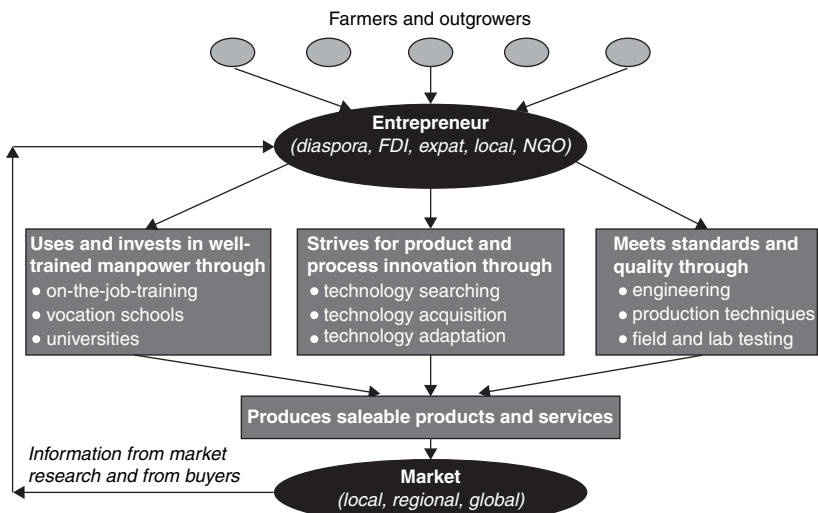 Farmers and outgrowers
Entrepreneur
(diaspora, FDI, expat, local, NGO)
Uses and invests in well-
trained manpower through
● on-the-job-training
● vocation schools
● universities
Strives for product and
process innovation through
● technology searching
● technology acquisition
● technology adaptation
Meets standards and
quality through
● engineering
● production techniques
● field and lab testing
Produces saleable products and services
Information from market
research and from buyers
Market
(local, regional, global)